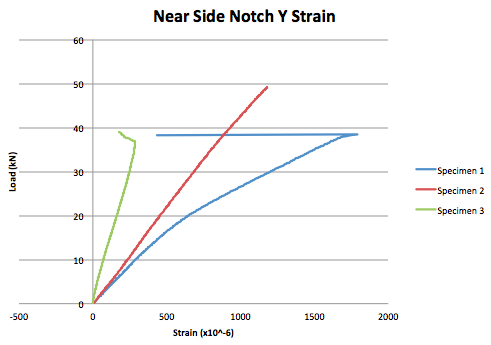 Near Side Notch Y Strain
60
50
40
30
20
10
0
Load (kN)
-500 0 500 1000 1500 2000
Strain (x10^-6)
Specimen 1
Specimen 2
Specimen 3